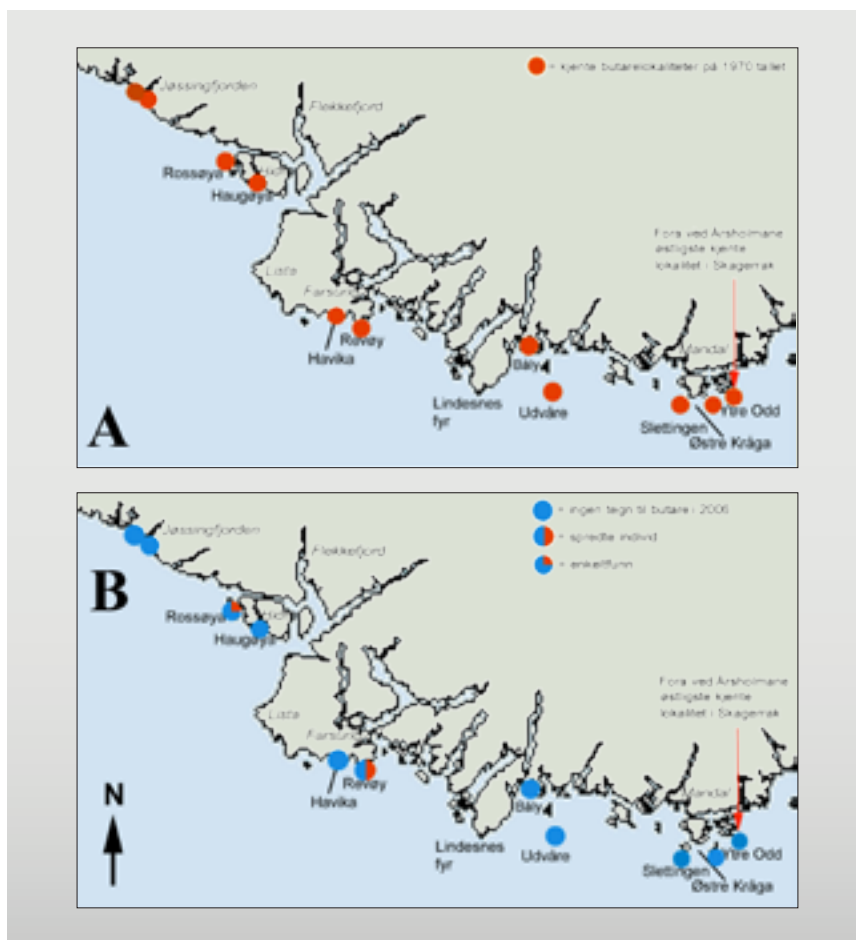 = kjente butarelokaliteter på 1970 tallet
Jøssingfjorden
Flekkefjord
Rossøya
Haugøya
Fora ved Årsholmane
østligste kjente
lokalitet i Skagerrak
Lista
Farsund
Havika
Revøy
Mandal
Båly
Lindesnes
fyr
Udvåre
Slettingen
Ytre Odd
Østre Kråga
A
= ingen tegn til butare i 2006
= spredte individ
= enkeltfunn
Jøssingfjorden
Flekkefjord
B
Rossøya
Haugøya
Fora ved Årsholmane
østligste kjente
lokalitet i Skagerrak
Lista
Farsund
Havika
Revøy
N
Mandal
Båly
Lindesnes
fyr
Udvåre
Slettingen
Ytre Odd
Østre Kråga